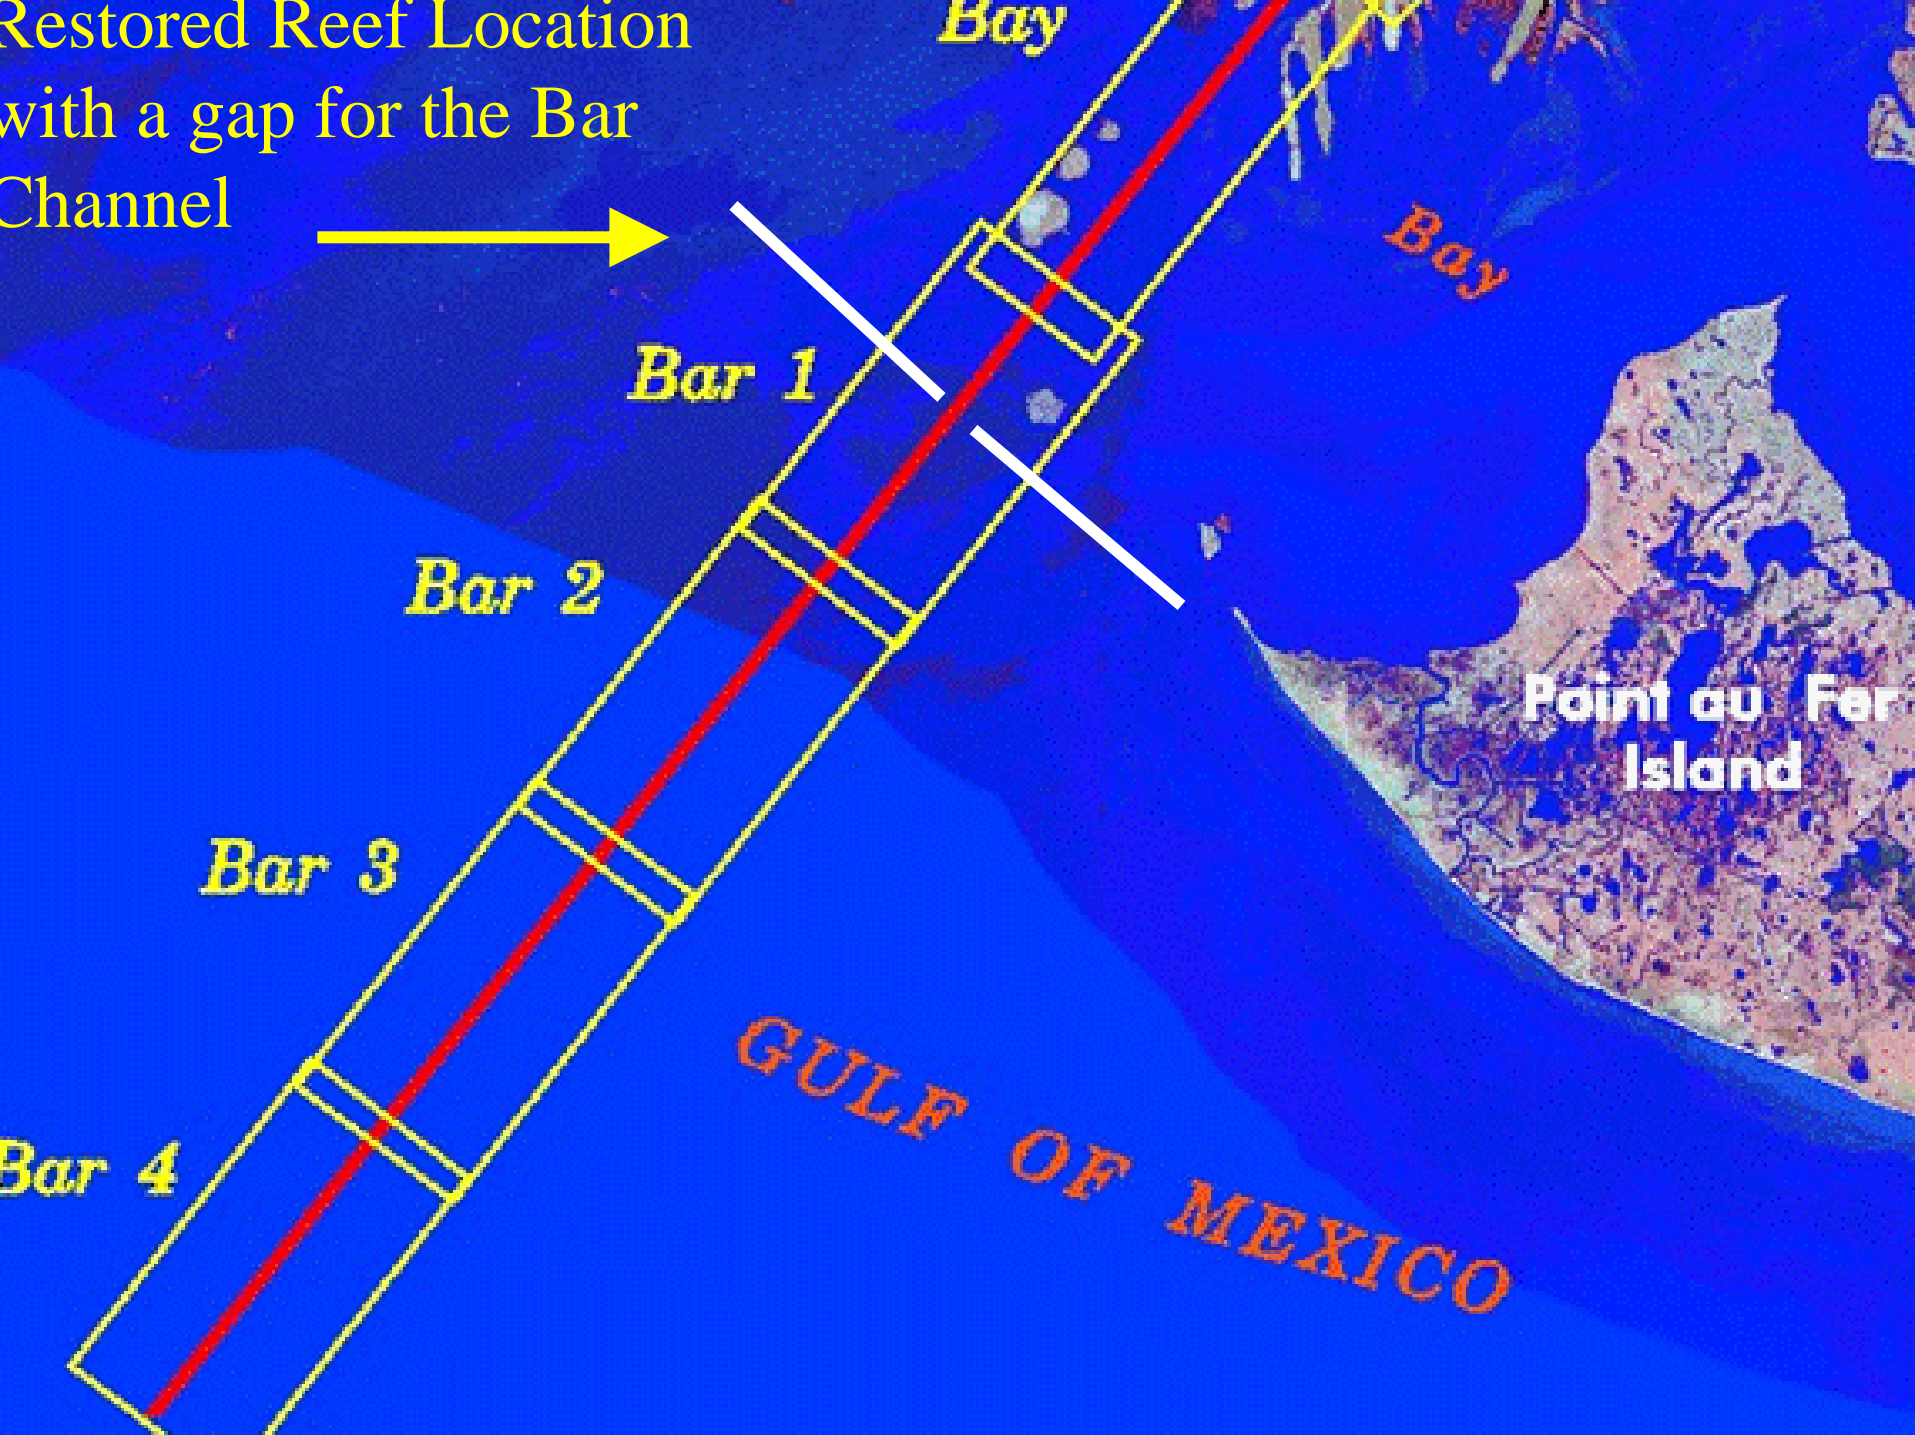 Restored Reef Location
with a gap for the Bar
Channel
Bay
Bay
Bar 1
Bar 2
Point au Fer
Island
Bar 3
GULF OF MEXICO
Bar 4